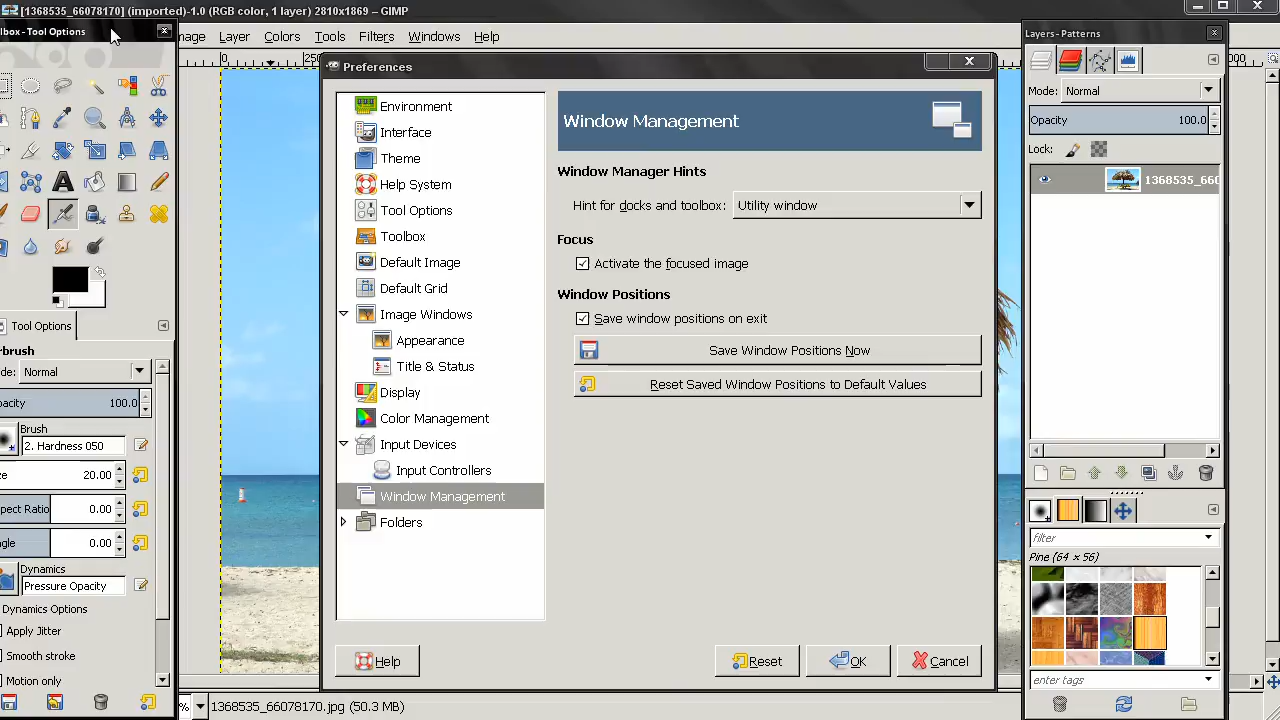 [1368535_66078170] (imported)-1.0 (RGB color, 1 layer) 2810x1869 – GIMP
lbox - Tool Options
mage Layer Colors Tools Filters Windows Help
0 250
000
Preferences
Environment
Interface
Theme
Help System
Tool Options
Toolbox
Default Image
Default Grid
Image Windows
Appearance
Title & Status
Display
Color Management
Input Devices
Input Controllers
Window Management
Folders
Window Management
Window Manager Hints
Hint for docks and toolbox: Utility window
Focus
Activate the focused image
Window Positions
Save window positions on exit
Save Window Positions Now
Reset Saved Window Positions to Default Values
Help Reset OK Cancel
Tool Options
rbrush
de: Normal
pacity 100.0
Brush
2. Hardness 050
ze 20.00
pect Ratio 0.00
ngle 0.00
Dynamics
Pressure Opacity
Dynamics Options
Apply Jitter
Smooth stroke
Motion only
% 1368535_66078170.jpg (50.3 MB)
Layers - Patterns
Mode: Normal
Opacity 100.0
Lock:
1368535_660
filter
Pine (64 × 56)
enter tags